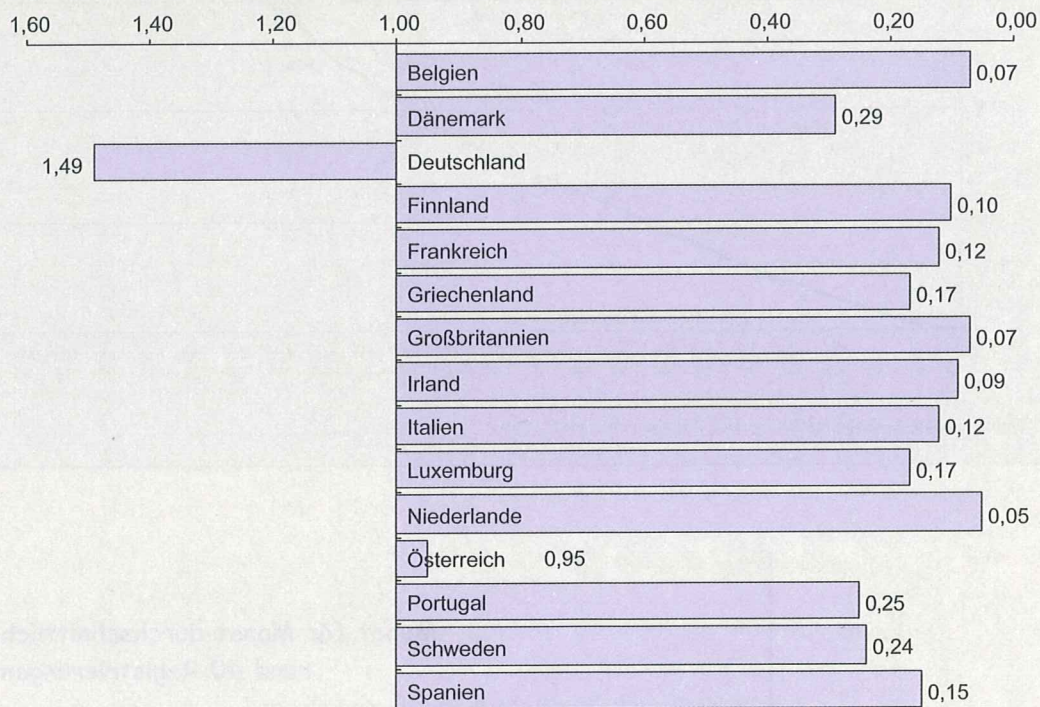 1,60 1,40 1,20 1,00 0,80 0,60 0,40 0,20 0,00
Belgien 0,07
Dänemark 0,29
1,49 Deutschland
Finnland 0,10
Frankreich 0,12
Griechenland 0,17
Großbritannien 0,07
Irland 0,09
Italien 0,12
Luxemburg 0,17
Niederlande 0,05
Österreich 0,95
Portugal 0,25
Schweden 0,24
Spanien 0,15